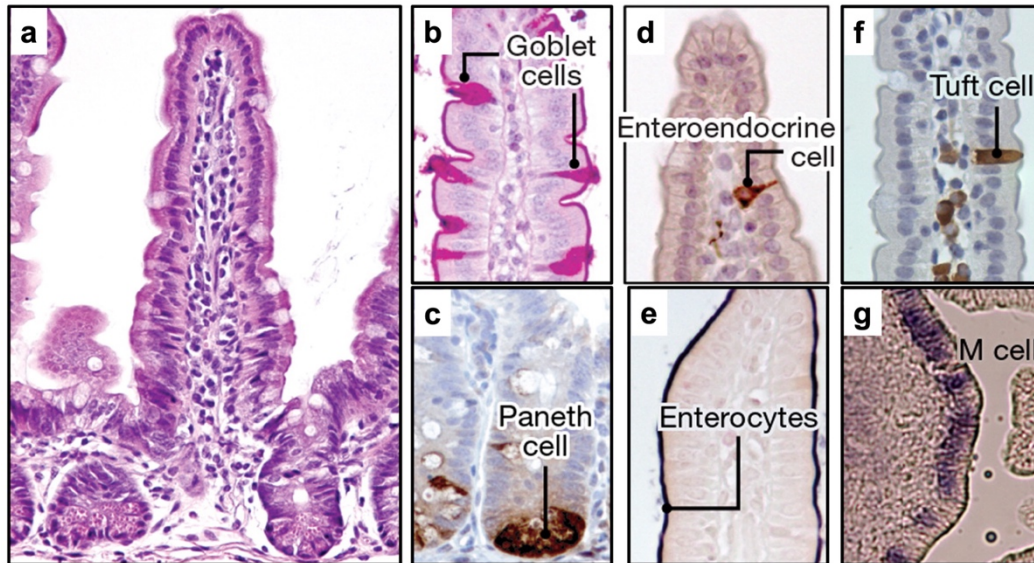 a
b
Goblet
cells
c
Paneth
cell
d
Enteroendocrine
cell
e
Enterocytes
f
Tuft cell
g
M cell